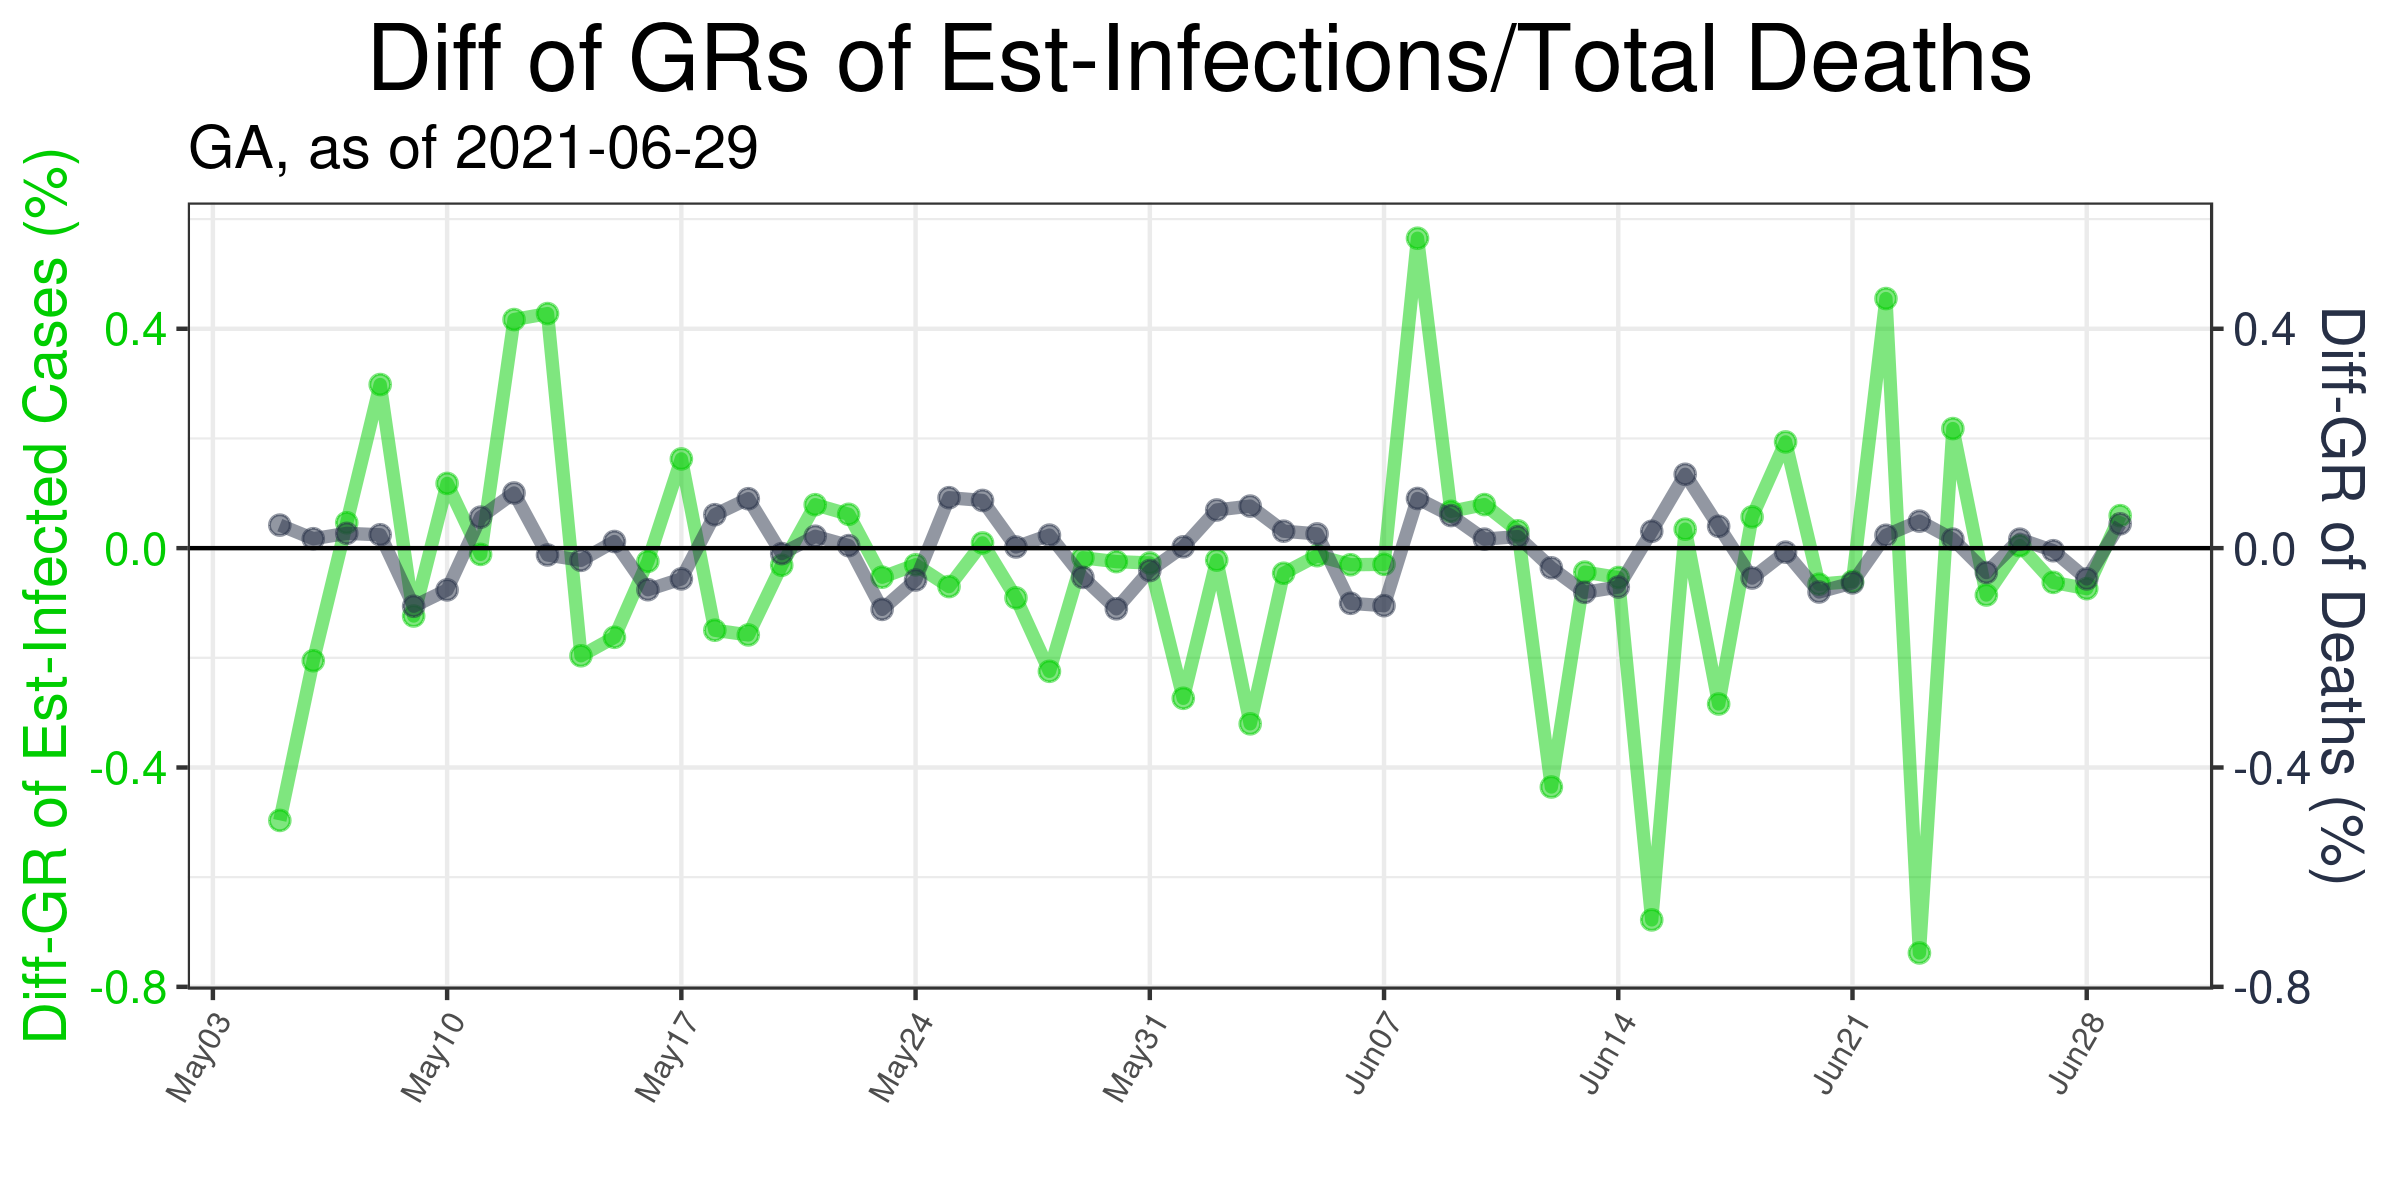 Diff of GRs of Est-Infections/Total Deaths
GA, as of 2021-06-29
Diff-GR of Est-Infected Cases (%)
0.4
0.0
-0.4
-0.8
0.4
0.0
-0.4
-0.8
Diff-GR of Deaths (%)
May03
May10
May17
May24
May31
Jun07
Jun14
Jun21
Jun28